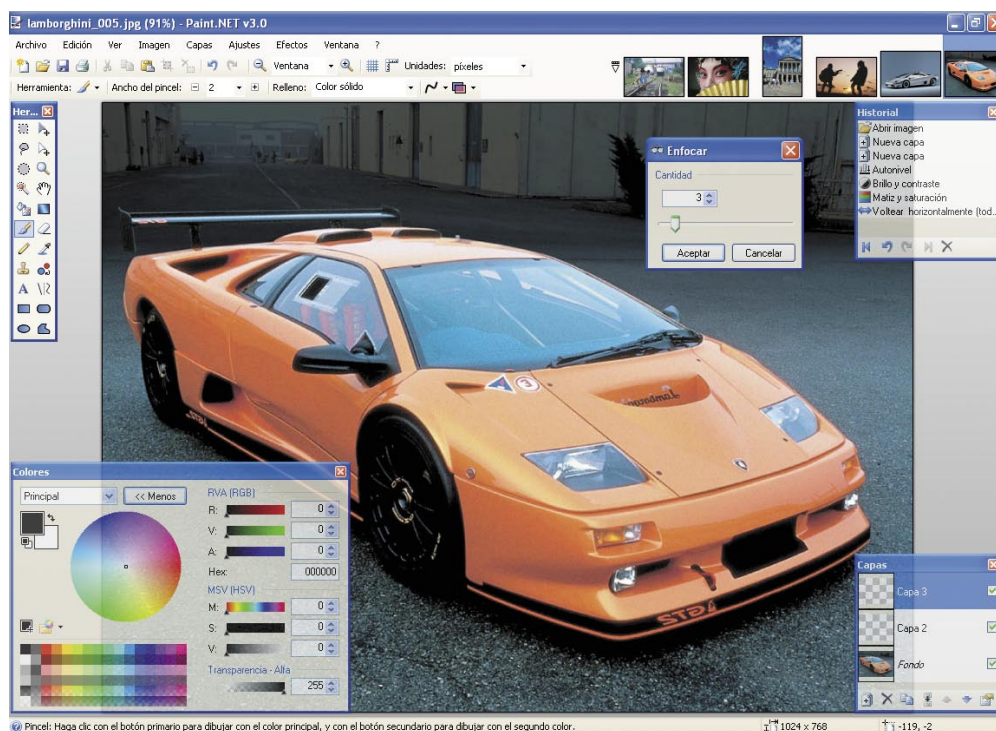 lamborghini_005.jpg (91%) - Paint.NET v3.0
Archivo Edición Ver Imagen Capas Ajustes Efectos Ventana ?
Ventana Unidades: píxeles
Herramienta: Ancho del pincel: 2 Relleno: Color sólido
Her...
Historial
Abrir imagen
Nueva capa
Nueva capa
Autonivel
Brillo y contraste
Matiz y saturación
Voltear horizontalmente (tod...
Enfocar
Cantidad
3
Aceptar Cancelar
Colores
Principal << Menos
RVA (RGB)
R: 0
V: 0
A: 0
Hex: 000000
MSV (HSV)
M: 0
S: 0
V: 0
Transparencia - Alfa
255
Capas
Capa 3
Capa 2
Fondo
Pincel: Haga clic con el botón primario para dibujar con el color principal, y con el botón secundario para dibujar con el segundo color. 1024 x 768 -119, -2